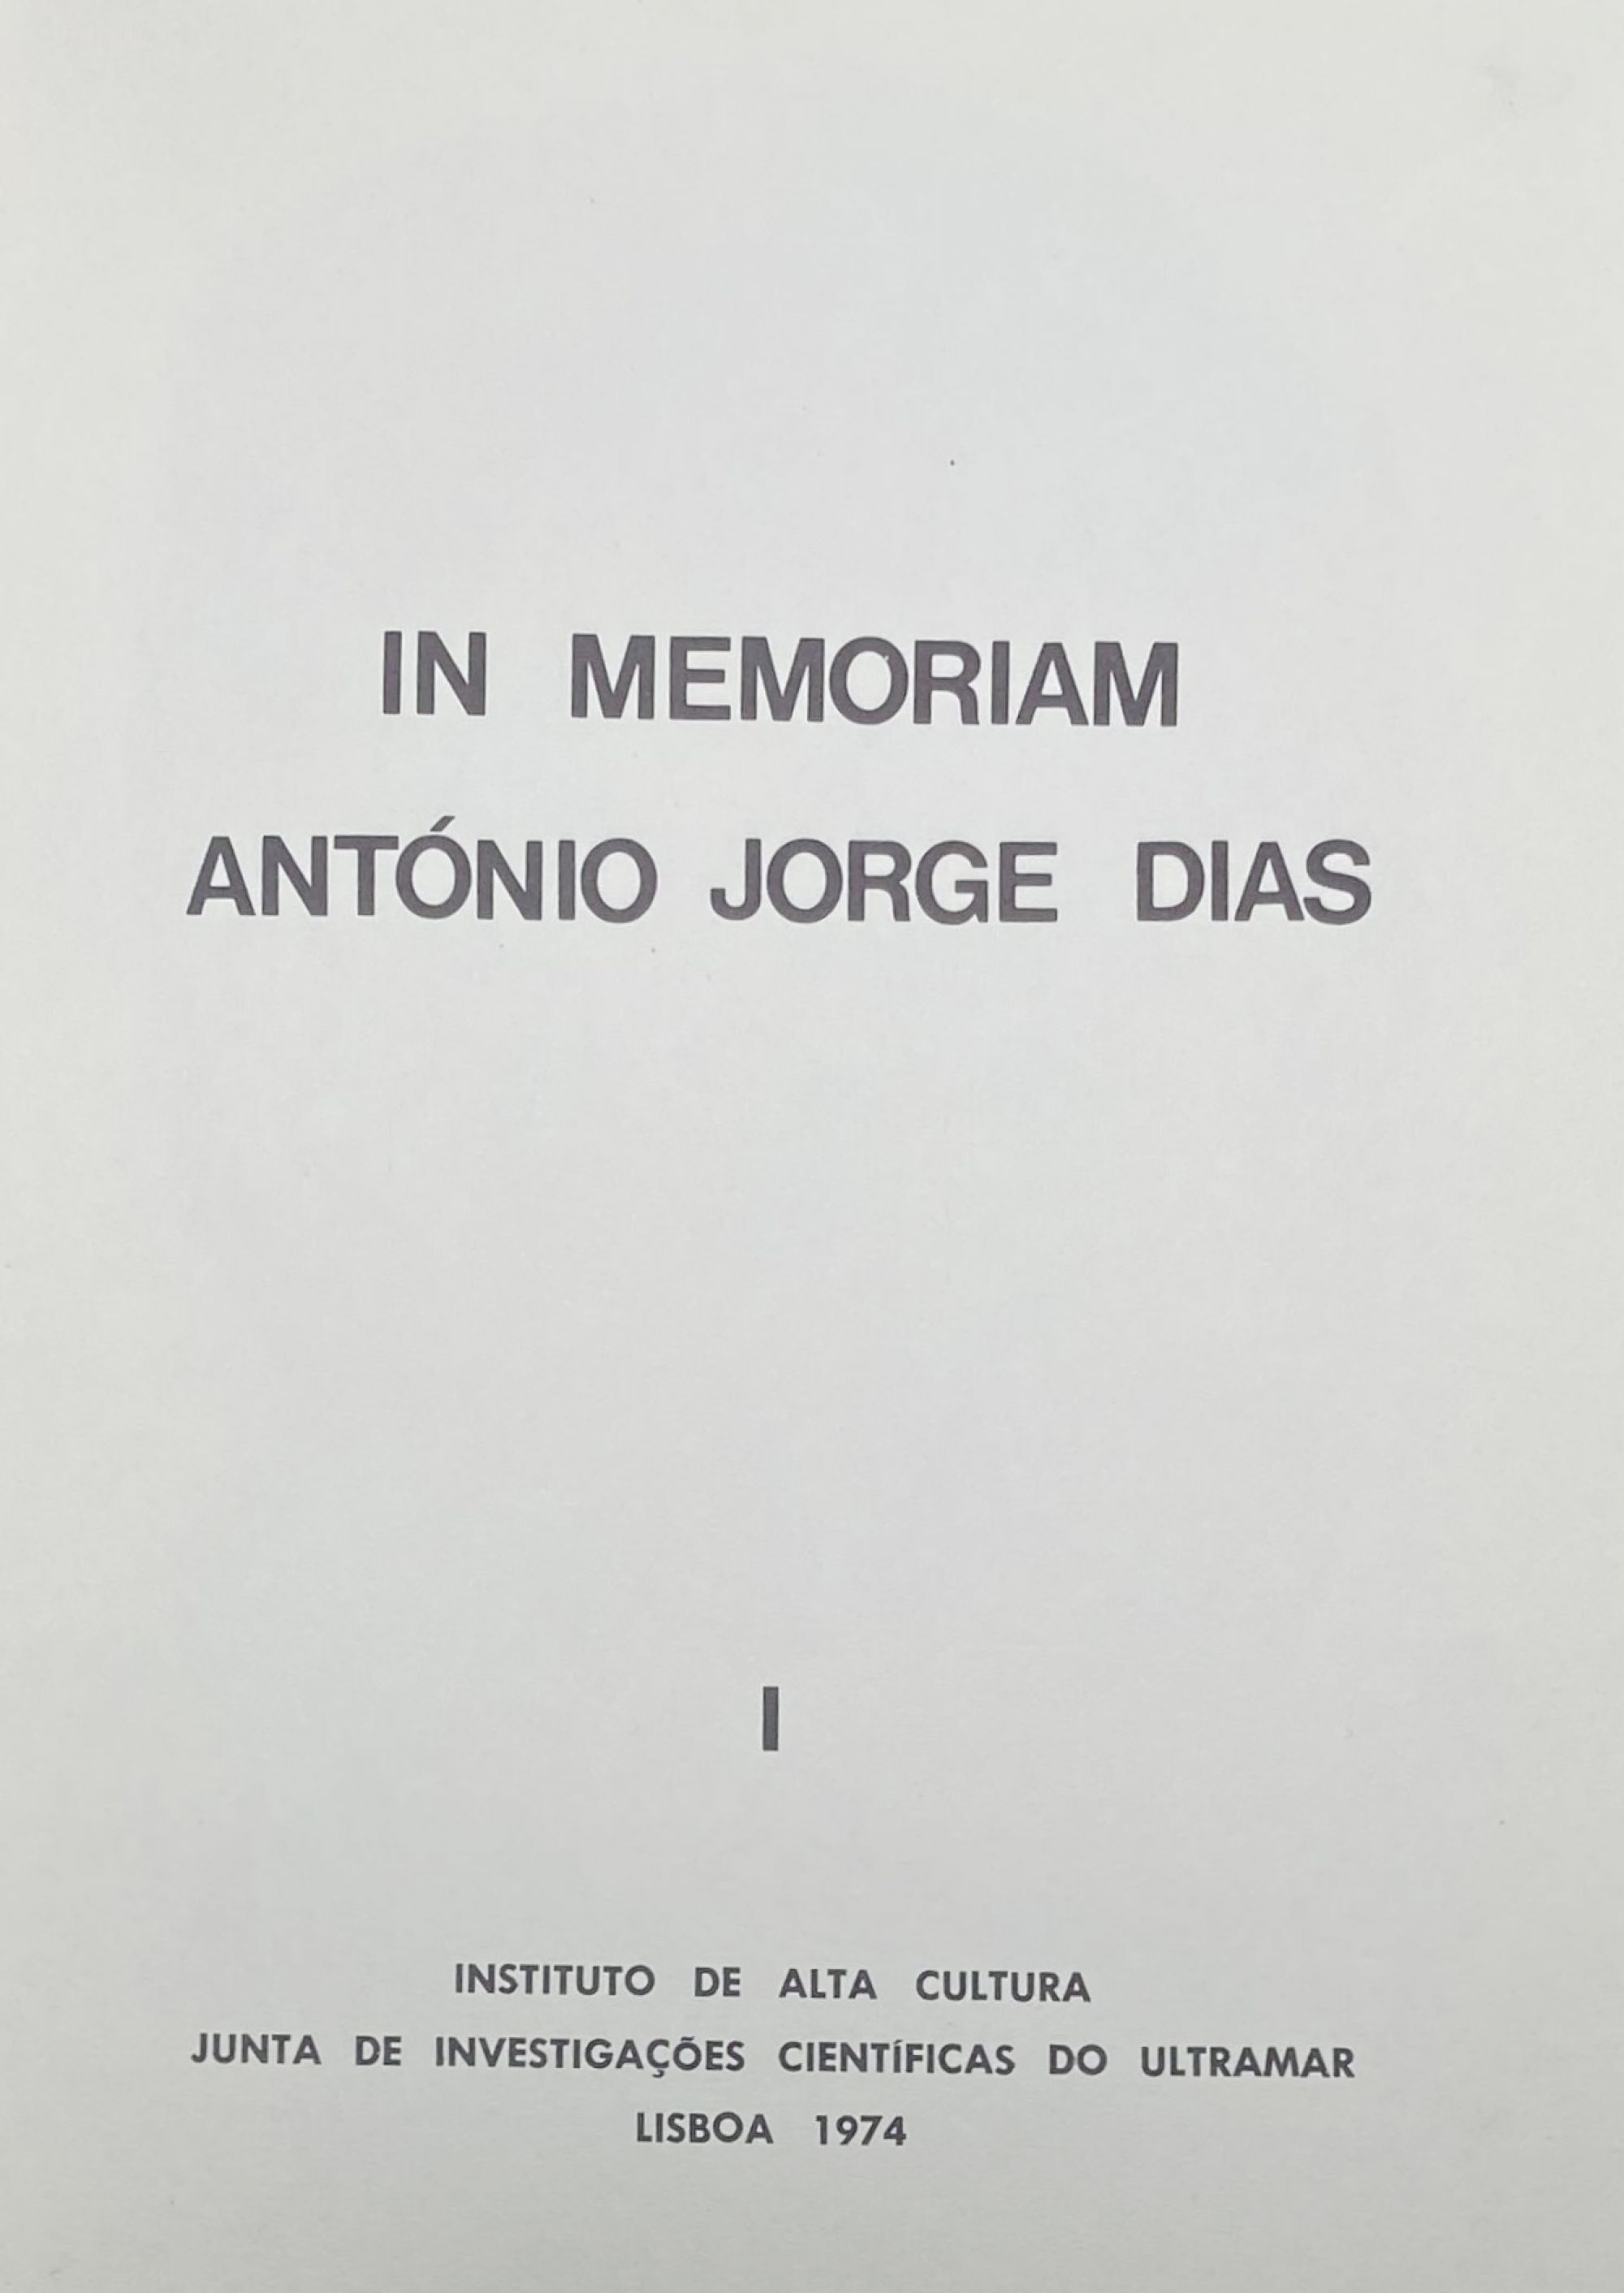 IN MEMORIAM
ANTÓNIO JORGE DIAS
I
INSTITUTO DE ALTA CULTURA
JUNTA DE INVESTIGAÇÕES CIENTÍFICAS DO ULTRAMAR
LISBOA 1974